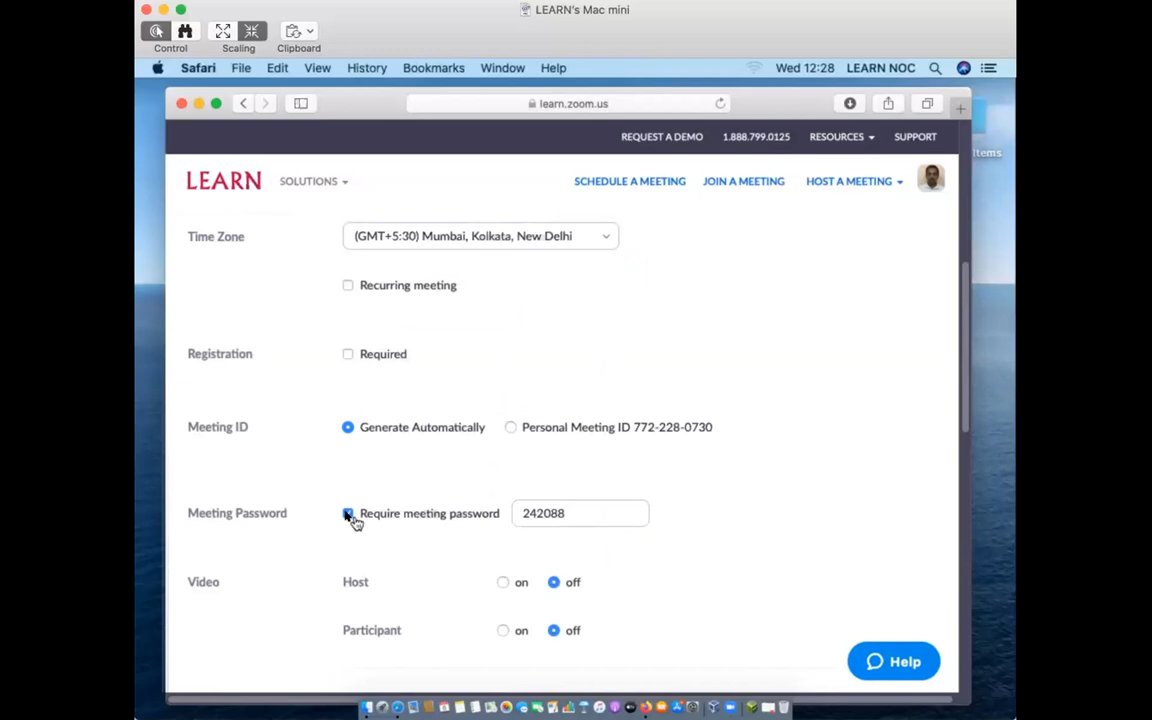 LEARN's Mac mini
Control Scaling Clipboard
Safari File Edit View History Bookmarks Window Help Wed 12:28 LEARN NOC
learn.zoom.us
Items
REQUEST A DEMO 1.888.799.0125 RESOURCES SUPPORT
LEARN SOLUTIONS SCHEDULE A MEETING JOIN A MEETING HOST A MEETING
Time Zone (GMT+5:30) Mumbai, Kolkata, New Delhi
Recurring meeting
Registration Required
Meeting ID Generate Automatically Personal Meeting ID 772-228-0730
Meeting Password Require meeting password 242088
Video Host on off
Participant on off
Help